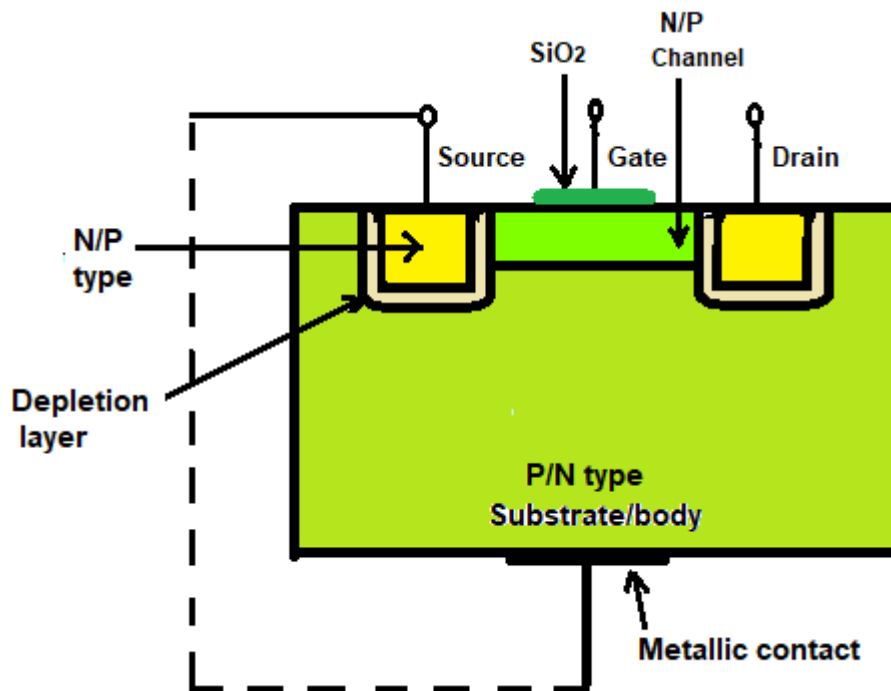 SiO2
N/P
Channel
Source
Gate
Drain
N/P
type
Depletion
layer
P/N type
Substrate/body
Metallic contact